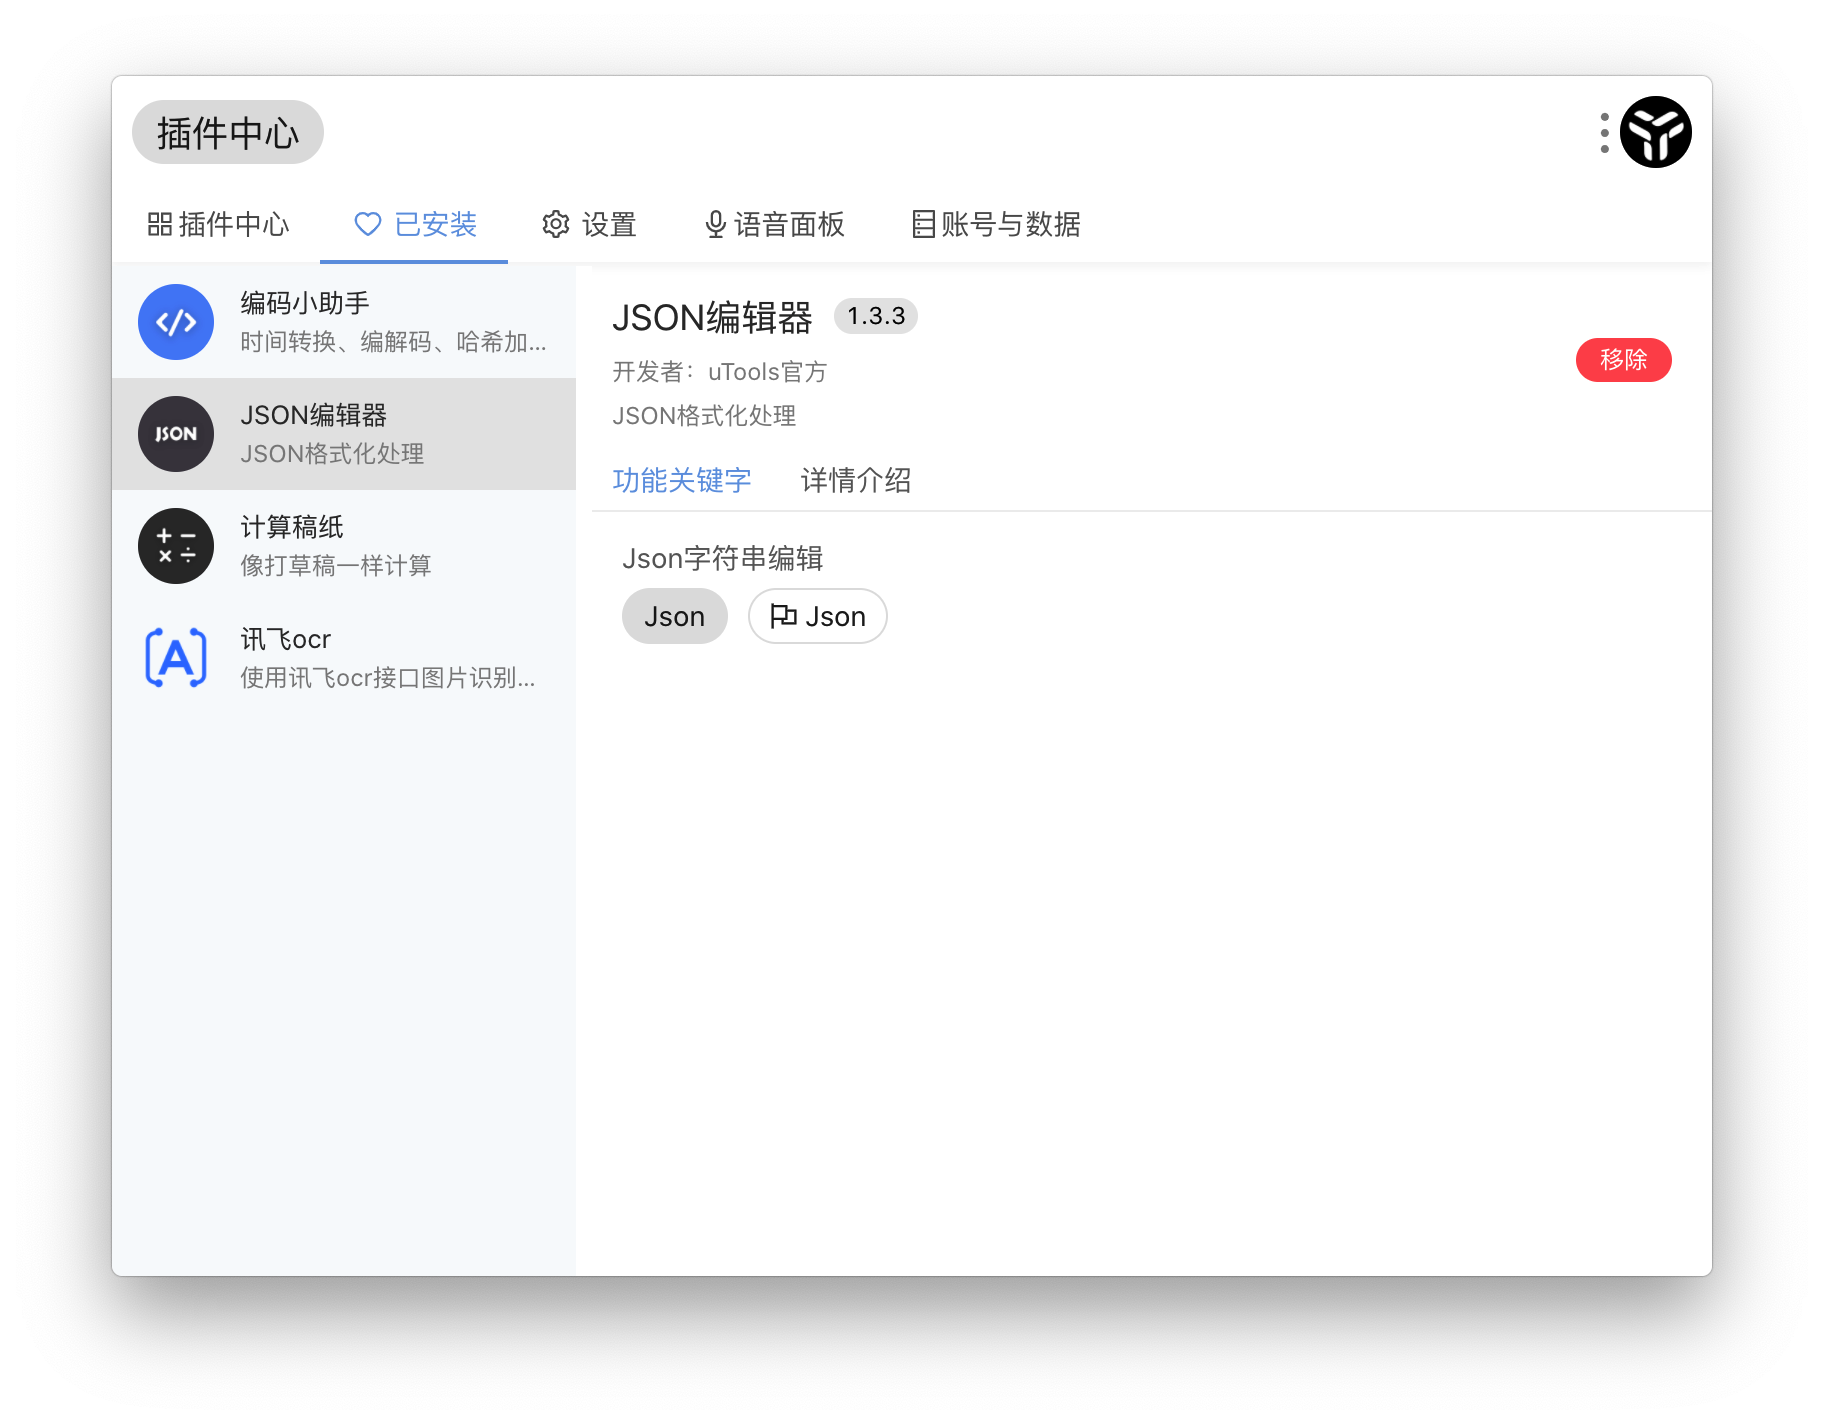 插件中心
插件中心
已安装
设置
语音面板
账号与数据
编码小助手
时间转换、编解码、哈希加...
JSON
JSON编辑器
JSON格式化处理
计算稿纸
像打草稿一样计算
A
讯飞ocr
使用讯飞ocr接口图片识别...
JSON编辑器 1.3.3
开发者：uTools官方
JSON格式化处理
移除
功能关键字 详情介绍
Json字符串编辑
Json
Json